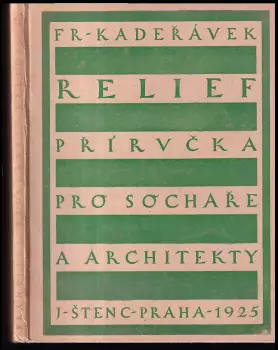 FR-KADEŘÁVEK
RELIEF
PŘÍRVČKA
PRO SOCHAŘE
A ARCHITEKTY
J-ŠTENC-PRAHA-1925